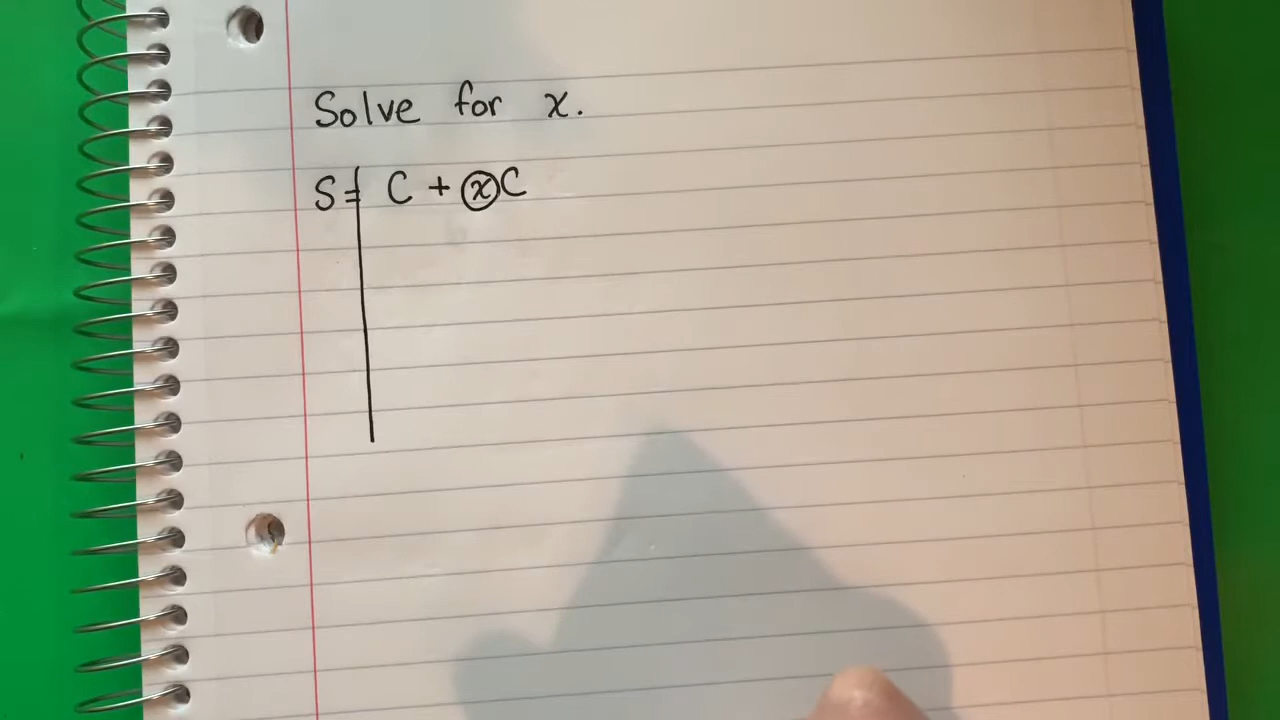 Solve for x.
S = C + xC